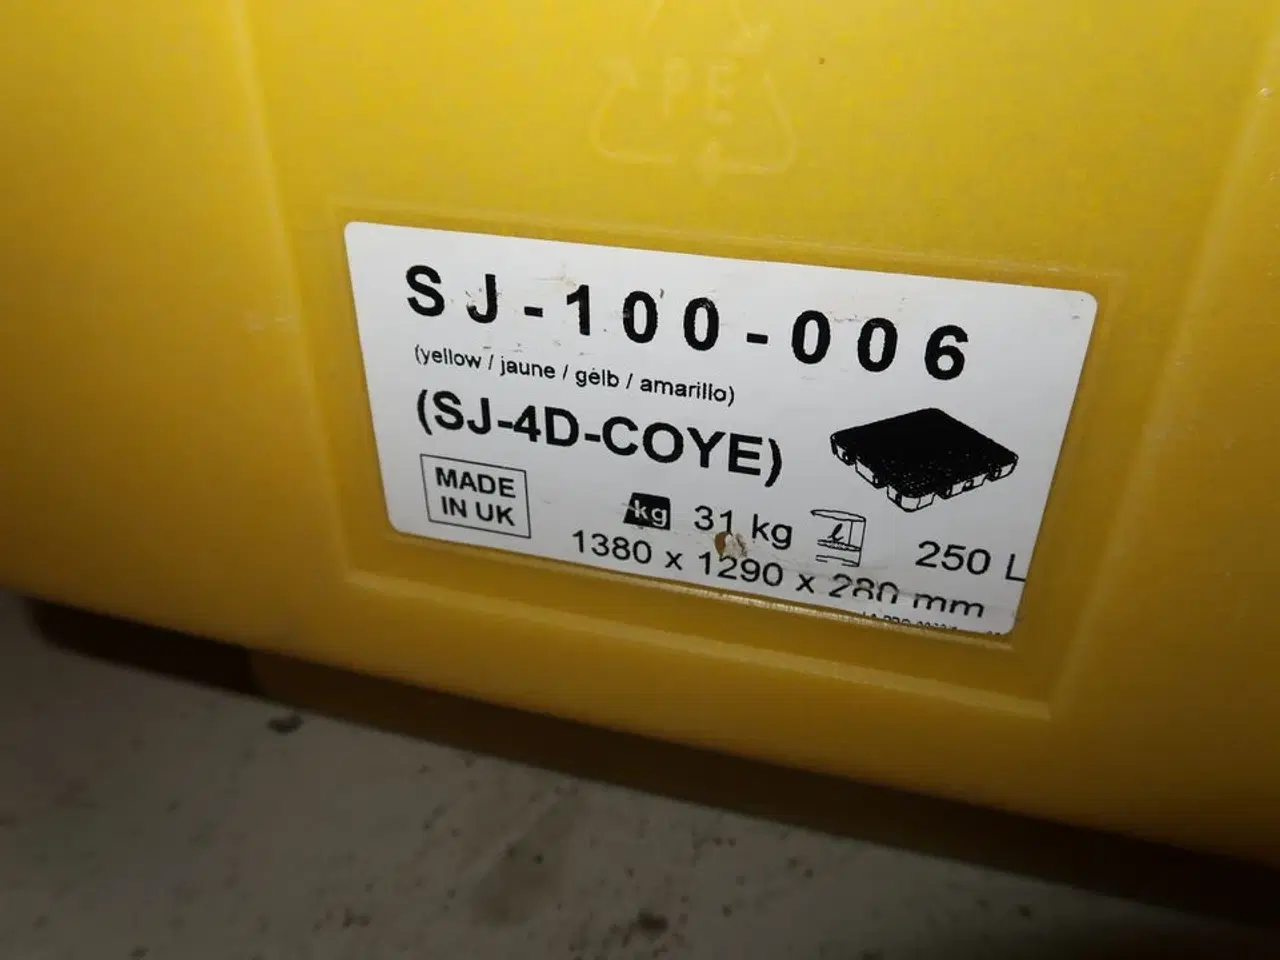 PE
SJ-100-006
(yellow / jaune / gelb / amarillo)
(SJ-4D-COYE)
MADE
IN UK
kg 31 kg l 250 L
1380 x 1290 x 280 mm